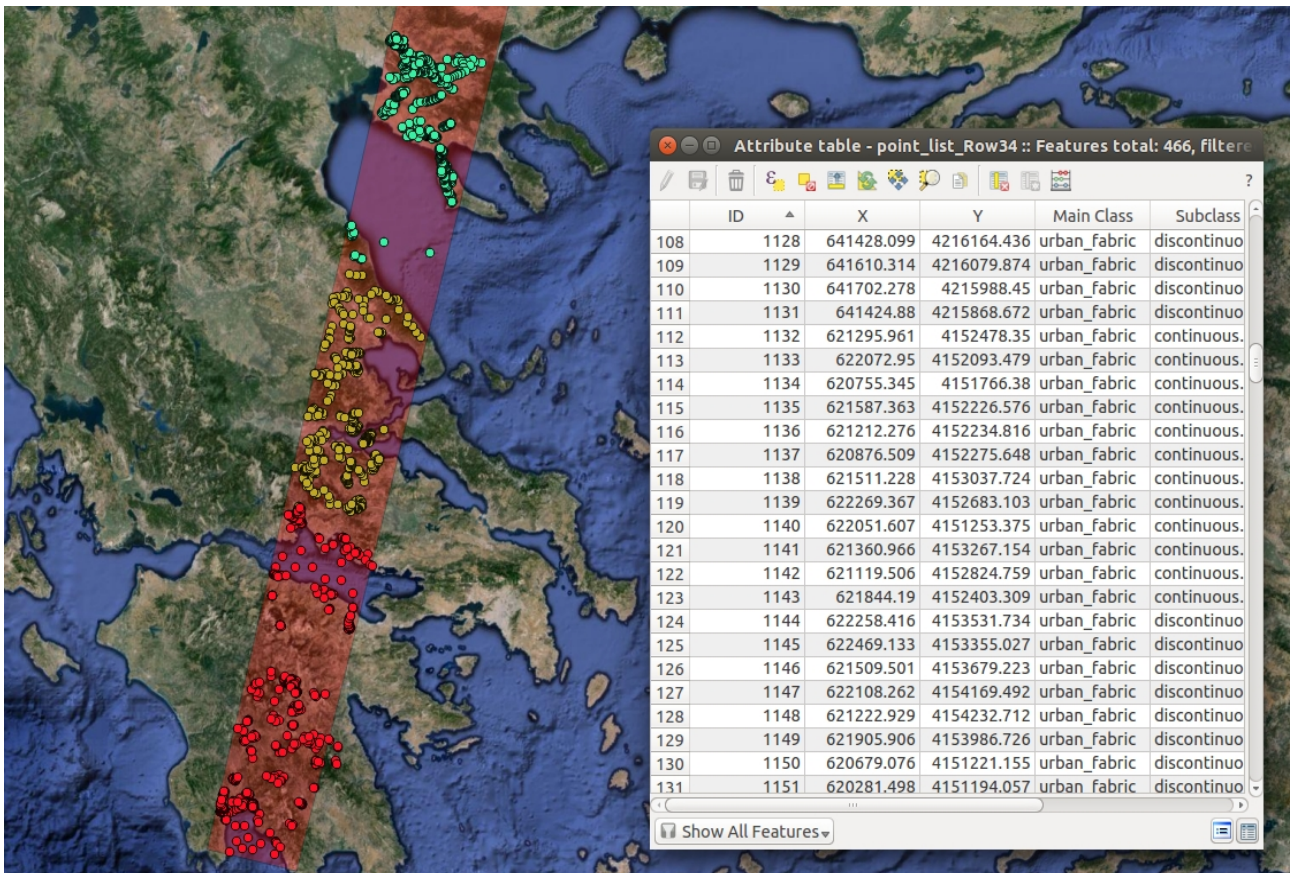 Attribute table - point_list_Row34 :: Features total: 466, filtere
?
ID X Y Main Class Subclass
108 1128 641428.099 4216164.436 urban_fabric discontinuo
109 1129 641610.314 4216079.874 urban_fabric discontinuo
110 1130 641702.278 4215988.45 urban_fabric discontinuo
111 1131 641424.88 4215868.672 urban_fabric discontinuo
112 1132 621295.961 4152478.35 urban_fabric continuous.
113 1133 622072.95 4152093.479 urban_fabric continuous.
114 1134 620755.345 4151766.38 urban_fabric continuous.
115 1135 621587.363 4152226.576 urban_fabric continuous.
116 1136 621212.276 4152234.816 urban_fabric continuous.
117 1137 620876.509 4152275.648 urban_fabric continuous.
118 1138 621511.228 4153037.724 urban_fabric continuous.
119 1139 622269.367 4152683.103 urban_fabric continuous.
120 1140 622051.607 4151253.375 urban_fabric continuous.
121 1141 621360.966 4153267.154 urban_fabric continuous.
122 1142 621119.506 4152824.759 urban_fabric continuous.
123 1143 621844.19 4152403.309 urban_fabric continuous.
124 1144 622258.416 4153531.734 urban_fabric discontinuo
125 1145 622469.133 4153355.027 urban_fabric discontinuo
126 1146 621509.501 4153679.223 urban_fabric discontinuo
127 1147 622108.262 4154169.492 urban_fabric discontinuo
128 1148 621222.929 4154232.712 urban_fabric discontinuo
129 1149 621905.906 4153986.726 urban_fabric discontinuo
130 1150 620679.076 4151221.155 urban_fabric discontinuo
131 1151 620281.498 4151194.057 urban_fabric discontinuo
Show All Features